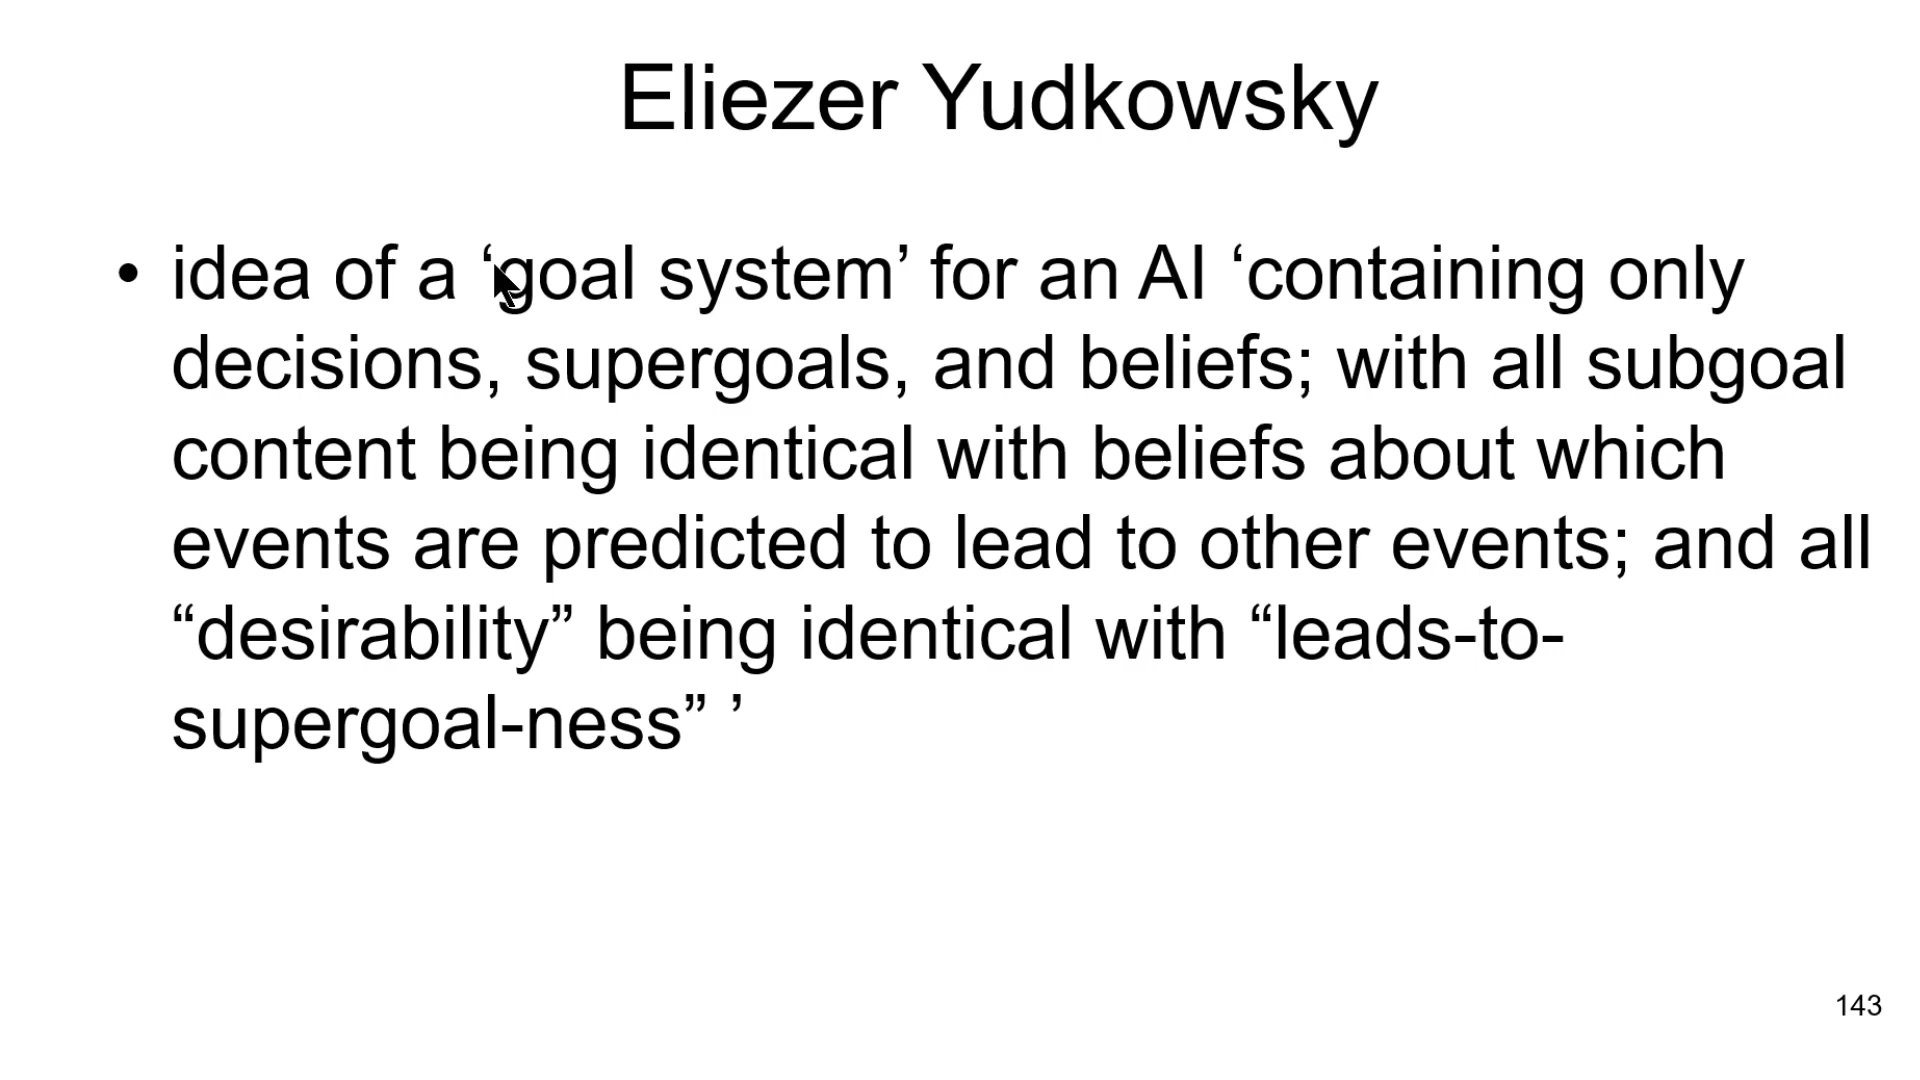 Eliezer Yudkowsky
• idea of a ‘goal system’ for an AI ‘containing only
decisions, supergoals, and beliefs; with all subgoal
content being identical with beliefs about which
events are predicted to lead to other events; and all
“desirability” being identical with “leads-to-
supergoal-ness” ’
143